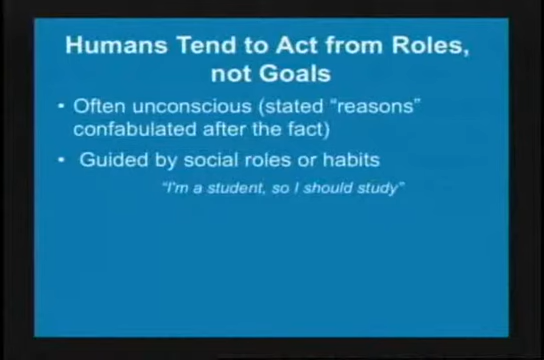 Humans Tend to Act from Roles,
not Goals
• Often unconscious (stated “reasons”
confabulated after the fact)
• Guided by social roles or habits
“I'm a student, so I should study”